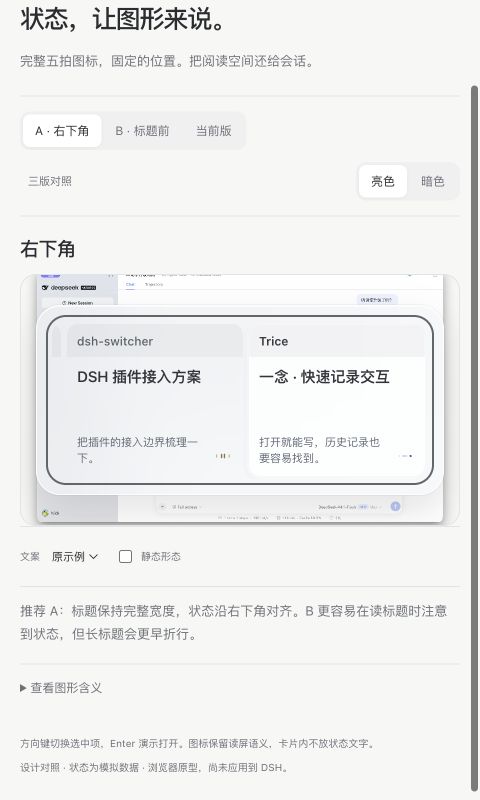 状态，让图形来说。
完整五拍图标，固定的位置。把阅读空间还给会话。
A · 右下角
B · 标题前
当前版
三版对照
亮色
暗色
右下角
deepseek
New Session
dsh-switcher
Trice
DSH 插件接入方案
一念 · 快速记录交互
把插件的接入边界梳理一
下。
打开就能写，历史记录也
要容易找到。
文案
原示例
静态形态
推荐 A：标题保持完整宽度，状态沿右下角对齐。B 更容易在读标题时注意
到状态，但长标题会更早折行。
查看图形含义
方向键切换选中项，Enter 演示打开。图标保留读屏语义，卡片内不放状态文字。
设计对照 · 状态为模拟数据 · 浏览器原型，尚未应用到 DSH。